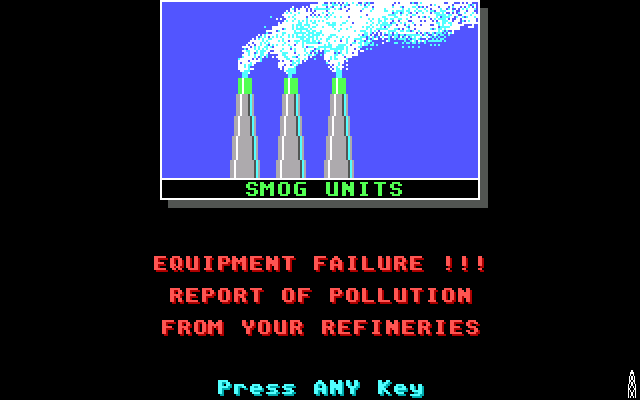 SMOG UNITS
EQUIPMENT FAILURE !!!
REPORT OF POLLUTION
FROM YOUR REFINERIES
Press ANY Key